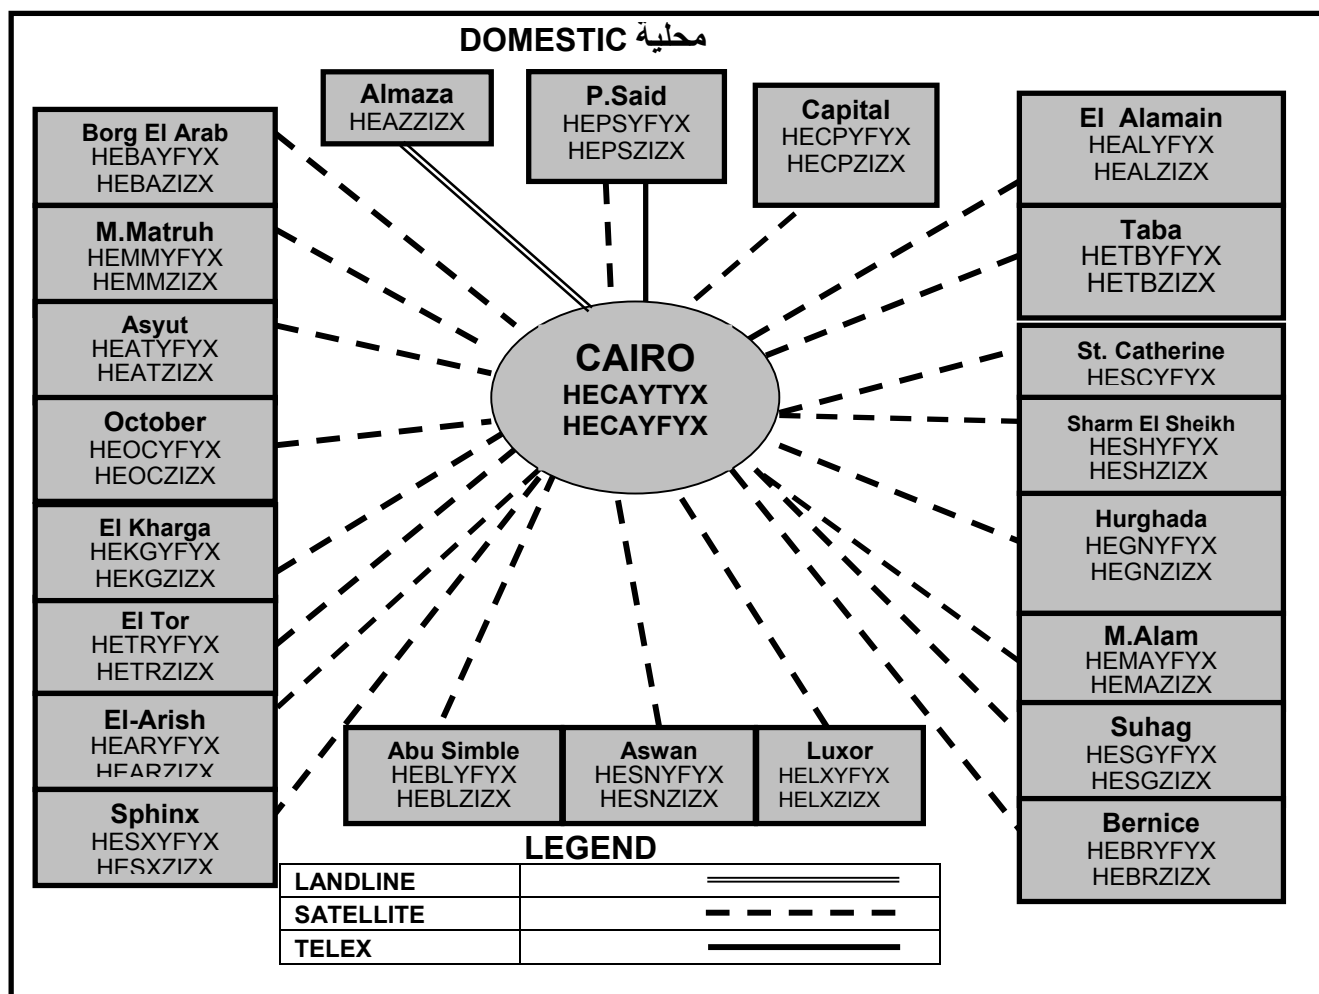 DOMESTIC محلية
Almaza
HEAZZIZX
P.Said
HEPSYFYX
HEPSZIZX
Capital
HECPYFYX
HECPZIZX
Borg El Arab
HEBAYFYX
HEBAZIZX
M.Matruh
HEMMYFYX
HEMMZIZX
Asyut
HEATYFYX
HEATZIZX
October
HEOCYFYX
HEOCZIZX
El Kharga
HEKGYFYX
HEKGZIZX
El Tor
HETRYFYX
HETRZIZX
El-Arish
HEARYFYX
HEARZIZX
Sphinx
HESXYFYX
HESXZIZX
CAIRO
HECAYTYX
HECAYFYX
El Alamain
HEALYFYX
HEALZIZX
Taba
HETBYFYX
HETBZIZX
St. Catherine
HESCYFYX
Sharm El Sheikh
HESHYFYX
HESHZIZX
Hurghada
HEGNYFYX
HEGNZIZX
M.Alam
HEMAYFYX
HEMAZIZX
Suhag
HESGYFYX
HESGZIZX
Bernice
HEBRYFYX
HEBRZIZX
Abu Simble
HEBLYFYX
HEBLZIZX
Aswan
HESNYFYX
HESNZIZX
Luxor
HELXYFYX
HELXZIZX
LEGEND
LANDLINE
SATELLITE
TELEX